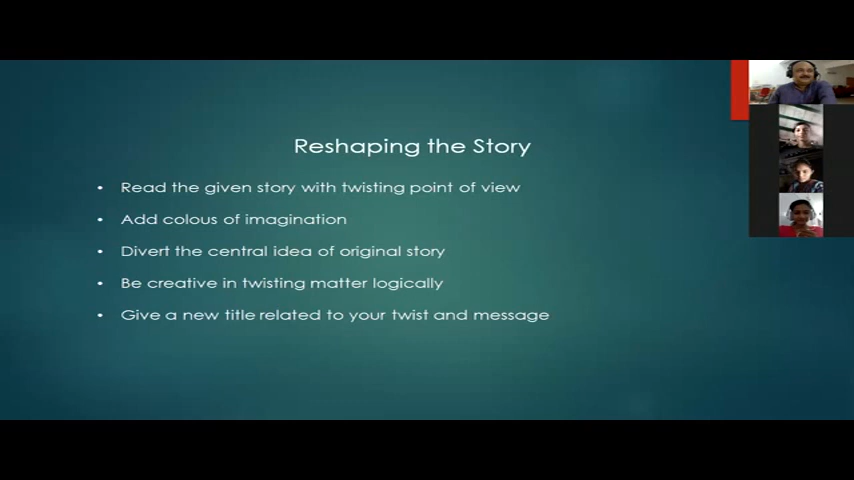 Reshaping the Story
• Read the given story with twisting point of view
• Add colous of imagination
• Divert the central idea of original story
• Be creative in twisting matter logically
• Give a new title related to your twist and message